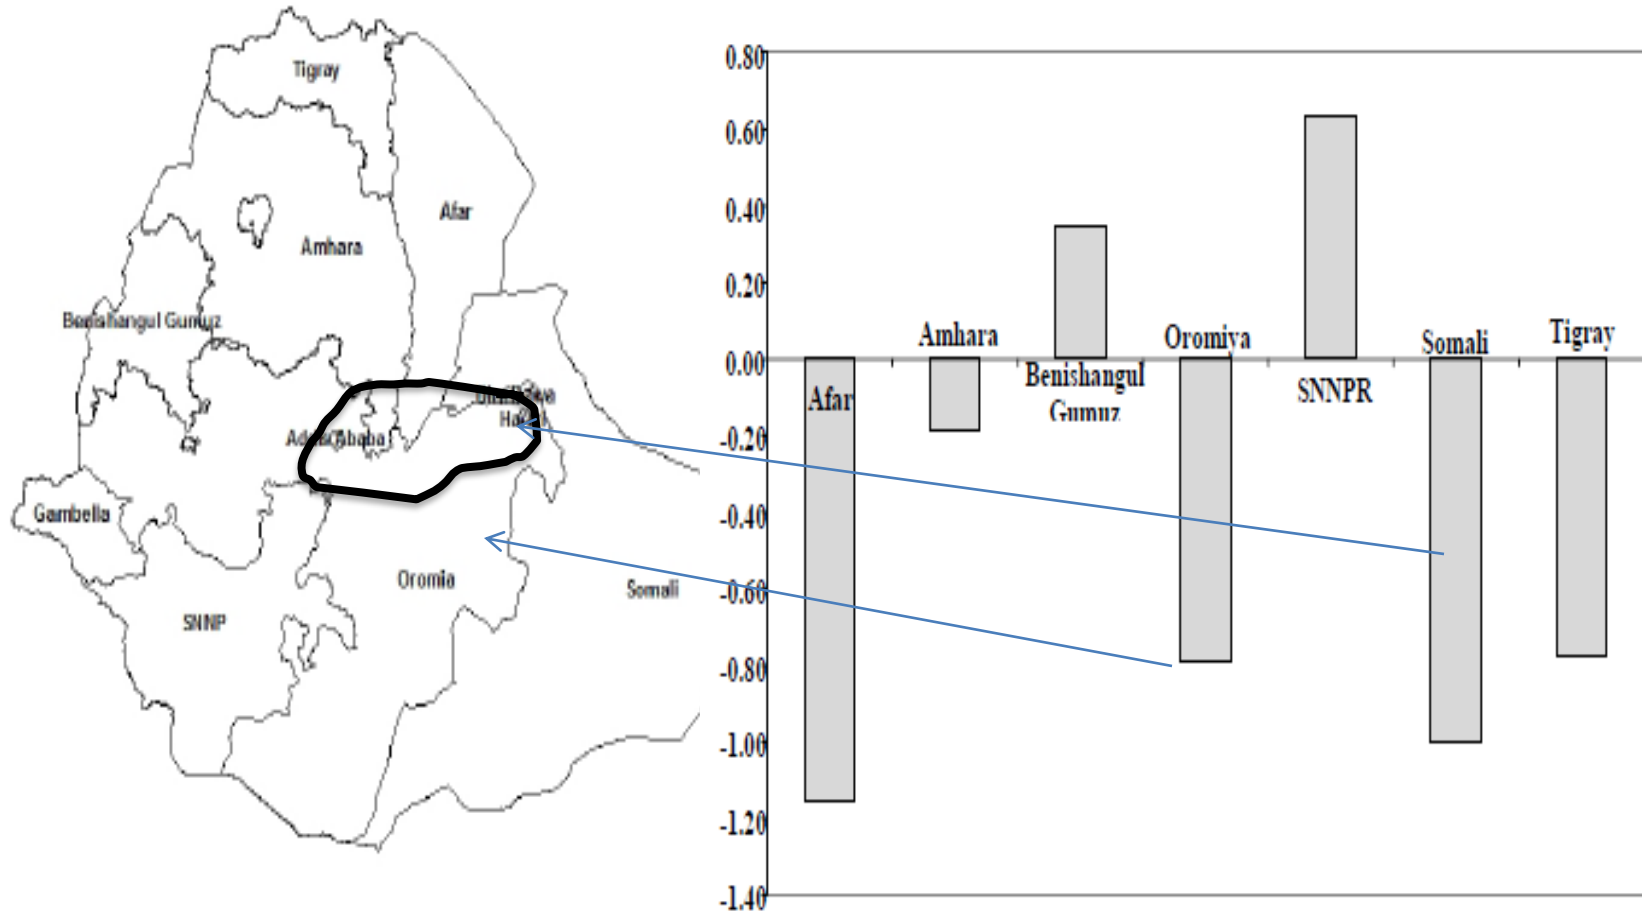 Tigray
Afar
Amhara
Benishangul Gumuz
Addis Ababa
Gambella
Oromia
Somali
SNNP
0.80
0.60
0.40
0.20
0.00
-0.20
-0.40
-0.60
-0.80
-1.00
-1.20
-1.40
Afar
Amhara
Benishangul
Gumuz
Oromiya
SNNPR
Somali
Tigray